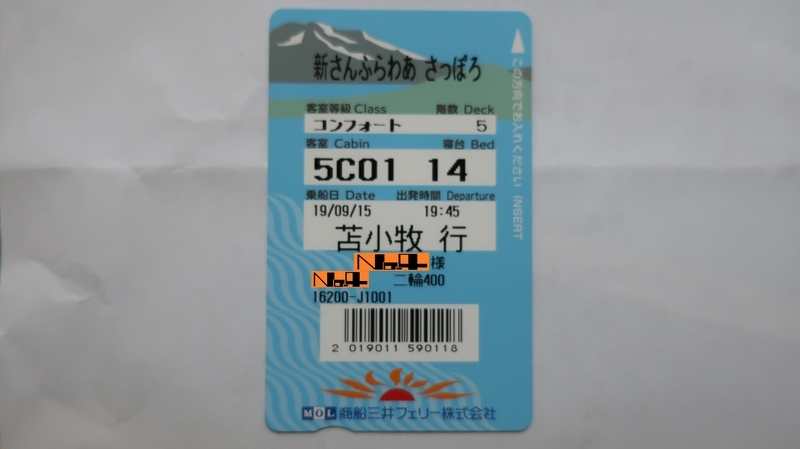 新さんふらわあ さっぽろ
客室等級 Class 階数 Deck
コンフォート 5
客室 Cabin 寝台 Bed
5C01 14
乗船日 Date 出発時間 Departure
19/09/15 19:45
苫小牧 行
様
二輪400
16200-J1001
2 019011 590118
MOL 商船三井フェリー株式会社
この方向でお入れください INSERT